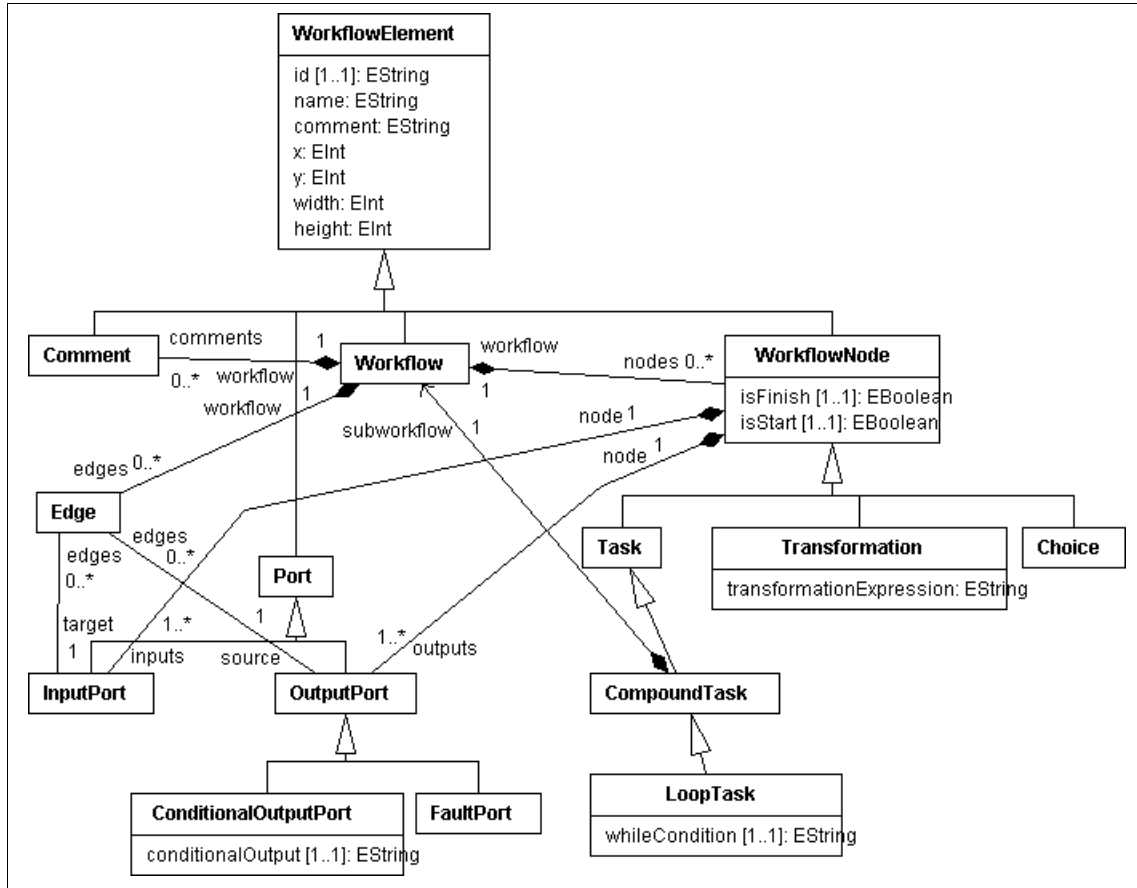 WorkflowElement
id [1..1]: EString
name: EString
comment: EString
x: EInt
y: EInt
width: EInt
height: EInt
Comment
comments
0..*
workflow
1
Workflow
workflow
1
nodes 0..*
WorkflowNode
isFinish [1..1]: EBoolean
isStart [1..1]: EBoolean
workflow
1
edges 0..*
subworkflow
1
node 1
node 1
Edge
edges
0..*
edges
0..*
Port
Task
Transformation
transformationExpression: EString
Choice
target
1
1..*
inputs
1
source
1..*
outputs
InputPort
OutputPort
CompoundTask
ConditionalOutputPort
conditionalOutput [1..1]: EString
FaultPort
LoopTask
whileCondition [1..1]: EString